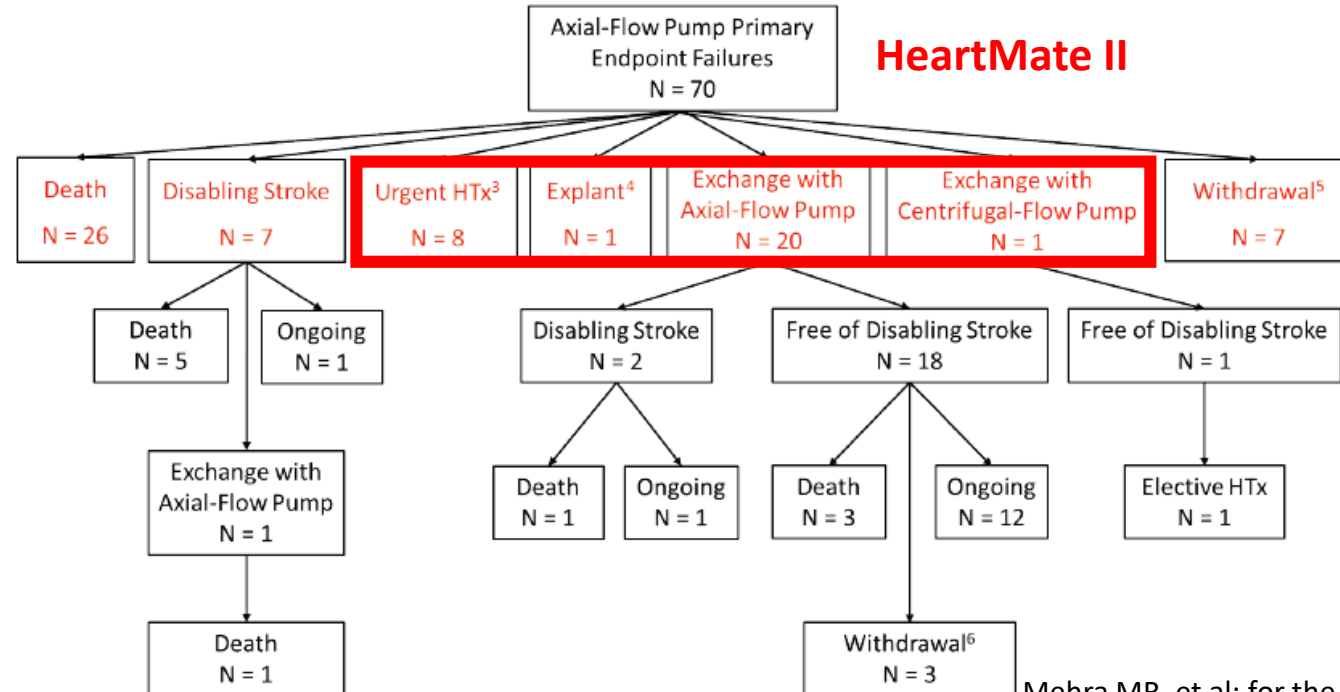 Axial-Flow Pump Primary
Endpoint Failures
N = 70
HeartMate II
Death
N = 26
Disabling Stroke
N = 7
Urgent HTx³
N = 8
Explant⁴
N = 1
Exchange with
Axial-Flow Pump
N = 20
Exchange with
Centrifugal-Flow Pump
N = 1
Withdrawal⁵
N = 7
Death
N = 5
Ongoing
N = 1
Disabling Stroke
N = 2
Free of Disabling Stroke
N = 18
Free of Disabling Stroke
N = 1
Exchange with
Axial-Flow Pump
N = 1
Death
N = 1
Ongoing
N = 1
Death
N = 3
Ongoing
N = 12
Elective HTx
N = 1
Death
N = 1
Withdrawal⁶
N = 3
Mehra MR, et al; for the